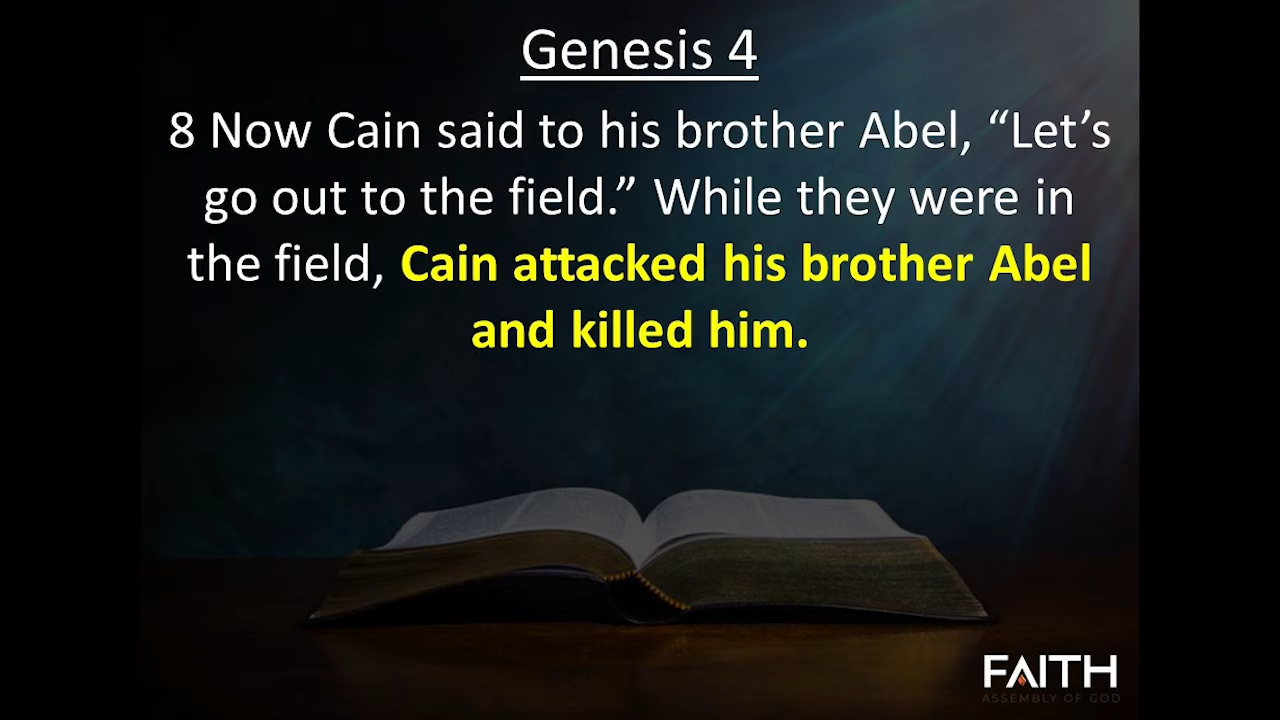 Genesis 4
8 Now Cain said to his brother Abel, “Let’s
go out to the field.” While they were in
the field, Cain attacked his brother Abel
and killed him.
FAITH
ASSEMBLY OF GOD